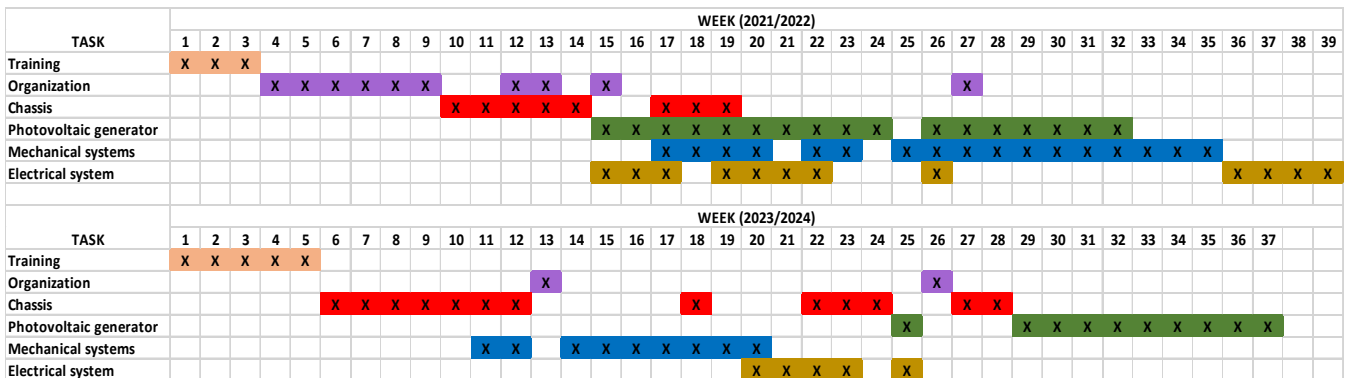 WEEK (2021/2022)
TASK 1 2 3 4 5 6 7 8 9 10 11 12 13 14 15 16 17 18 19 20 21 22 23 24 25 26 27 28 29 30 31 32 33 34 35 36 37 38 39
Training X X X
Organization X X X X X X X X X X
Chassis X X X X X X X X
Photovoltaic generator X X X X X X X X X X X X X X X X X
Mechanical systems X X X X X X X X X X X X X X X X X
Electrical system X X X X X X X X X X X X
WEEK (2023/2024)
TASK 1 2 3 4 5 6 7 8 9 10 11 12 13 14 15 16 17 18 19 20 21 22 23 24 25 26 27 28 29 30 31 32 33 34 35 36 37
Training X X X X X
Organization X X
Chassis X X X X X X X X X X X X X
Photovoltaic generator X X X X X X X X X X
Mechanical systems X X X X X X X X X
Electrical system X X X X X